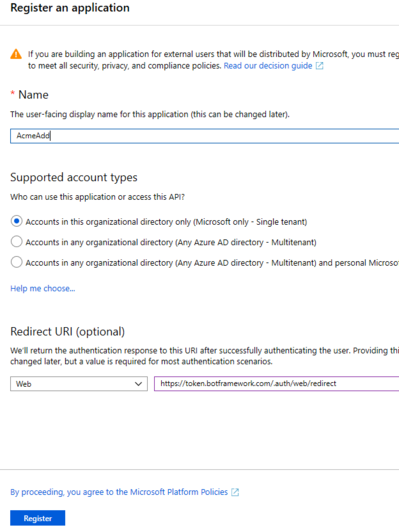 Register an application
If you are building an application for external users that will be distributed by Microsoft, you must reg
to meet all security, privacy, and compliance policies. Read our decision guide
* Name
The user-facing display name for this application (this can be changed later).
AcmeAdd
Supported account types
Who can use this application or access this API?
Accounts in this organizational directory only (Microsoft only - Single tenant)
Accounts in any organizational directory (Any Azure AD directory - Multitenant)
Accounts in any organizational directory (Any Azure AD directory - Multitenant) and personal Microso
Help me choose...
Redirect URI (optional)
We'll return the authentication response to this URI after successfully authenticating the user. Providing thi
changed later, but a value is required for most authentication scenarios.
Web
https://token.botframework.com/.auth/web/redirect
By proceeding, you agree to the Microsoft Platform Policies
Register